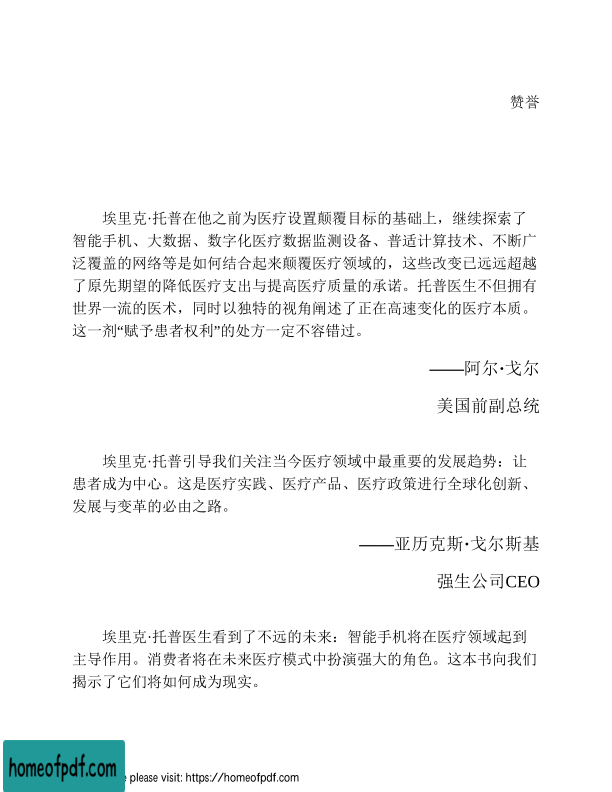 赞誉
埃里克·托普在他之前为医疗设置颠覆目标的基础上，继续探索了
智能手机、大数据、数字化医疗数据监测设备、普适计算技术、不断广
泛覆盖的网络等是如何结合起来颠覆医疗领域的，这些改变已远远超越
了原先期望的降低医疗支出与提高医疗质量的承诺。托普医生不但拥有
世界一流的医术，同时以独特的视角阐述了正在高速变化的医疗本质。
这一剂“赋予患者权利”的处方一定不容错过。
——阿尔·戈尔
美国前副总统
埃里克·托普引导我们关注当今医疗领域中最重要的发展趋势：让
患者成为中心。这是医疗实践、医疗产品、医疗政策进行全球化创新、
发展与变革的必由之路。
——亚历克斯·戈尔斯基
强生公司CEO
埃里克·托普医生看到了不远的未来：智能手机将在医疗领域起到
主导作用。消费者将在未来医疗模式中扮演强大的角色。这本书向我们
揭示了它们将如何成为现实。
homeofpdf.com
e please visit: https://homeofpdf.com